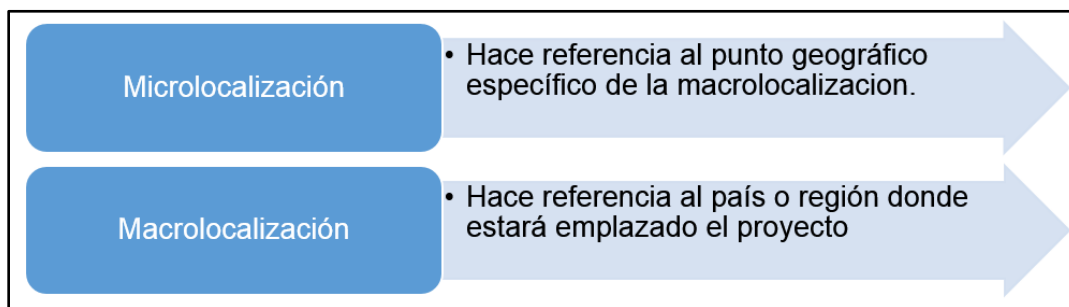 Microlocalización
• Hace referencia al punto geográfico
específico de la macrolocalizacion.
Macrolocalización
• Hace referencia al país o región donde
estará emplazado el proyecto